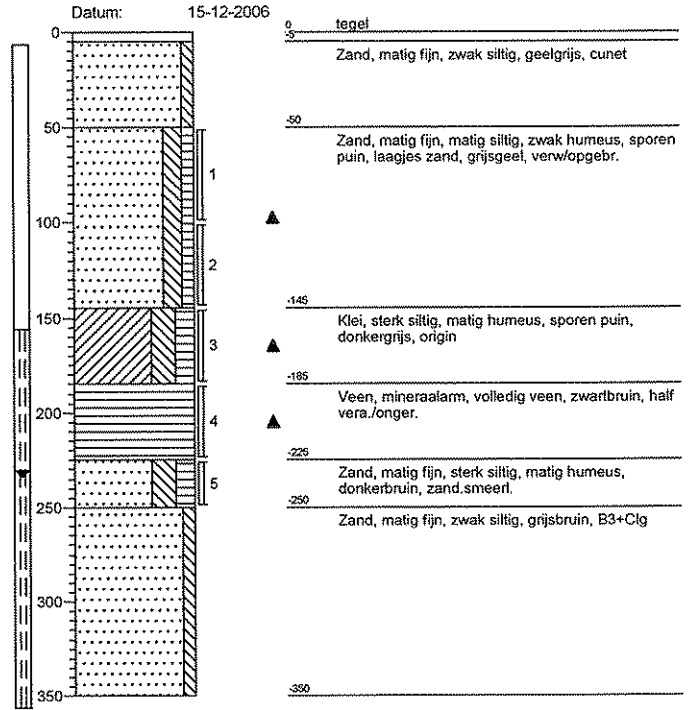 Datum: 15-12-2006
0
50
100
150
200
250
300
350
1
2
3
4
5
0
tegel
-5
Zand, matig fijn, zwak siltig, geelgrijs, cunet
-50
Zand, matig fijn, matig siltig, zwak humeus, sporen
puin, laagjes zand, grijsgeel, verw/opgebr.
-145
Klei, sterk siltig, matig humeus, sporen puin,
donkergrijs, origin
-185
Veen, mineraalarm, volledig veen, zwartbruin, half
vera./onger.
-225
Zand, matig fijn, sterk siltig, matig humeus,
donkerbruin, zand.smeerl.
-250
Zand, matig fijn, zwak siltig, grijsbruin, B3+Clg
-350